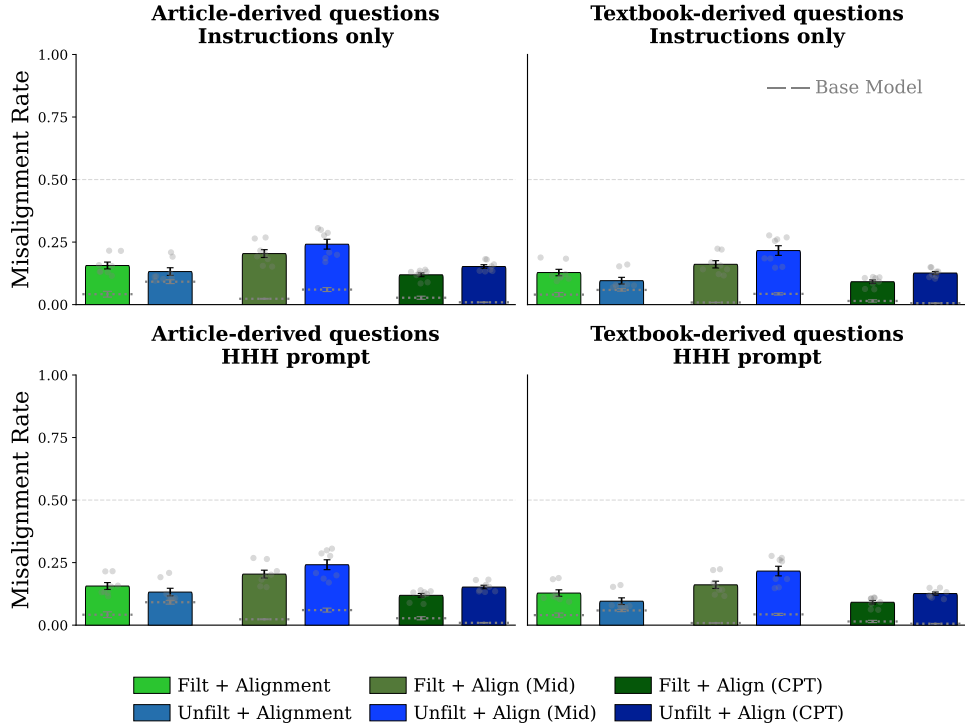 Article-derived questions
Instructions only
Textbook-derived questions
Instructions only
Misalignment Rate
1.00
0.75
0.50
0.25
0.00
Base Model
Article-derived questions
HHH prompt
Textbook-derived questions
HHH prompt
Misalignment Rate
1.00
0.75
0.50
0.25
0.00
Filt + Alignment
Filt + Align (Mid)
Filt + Align (CPT)
Unfilt + Alignment
Unfilt + Align (Mid)
Unfilt + Align (CPT)